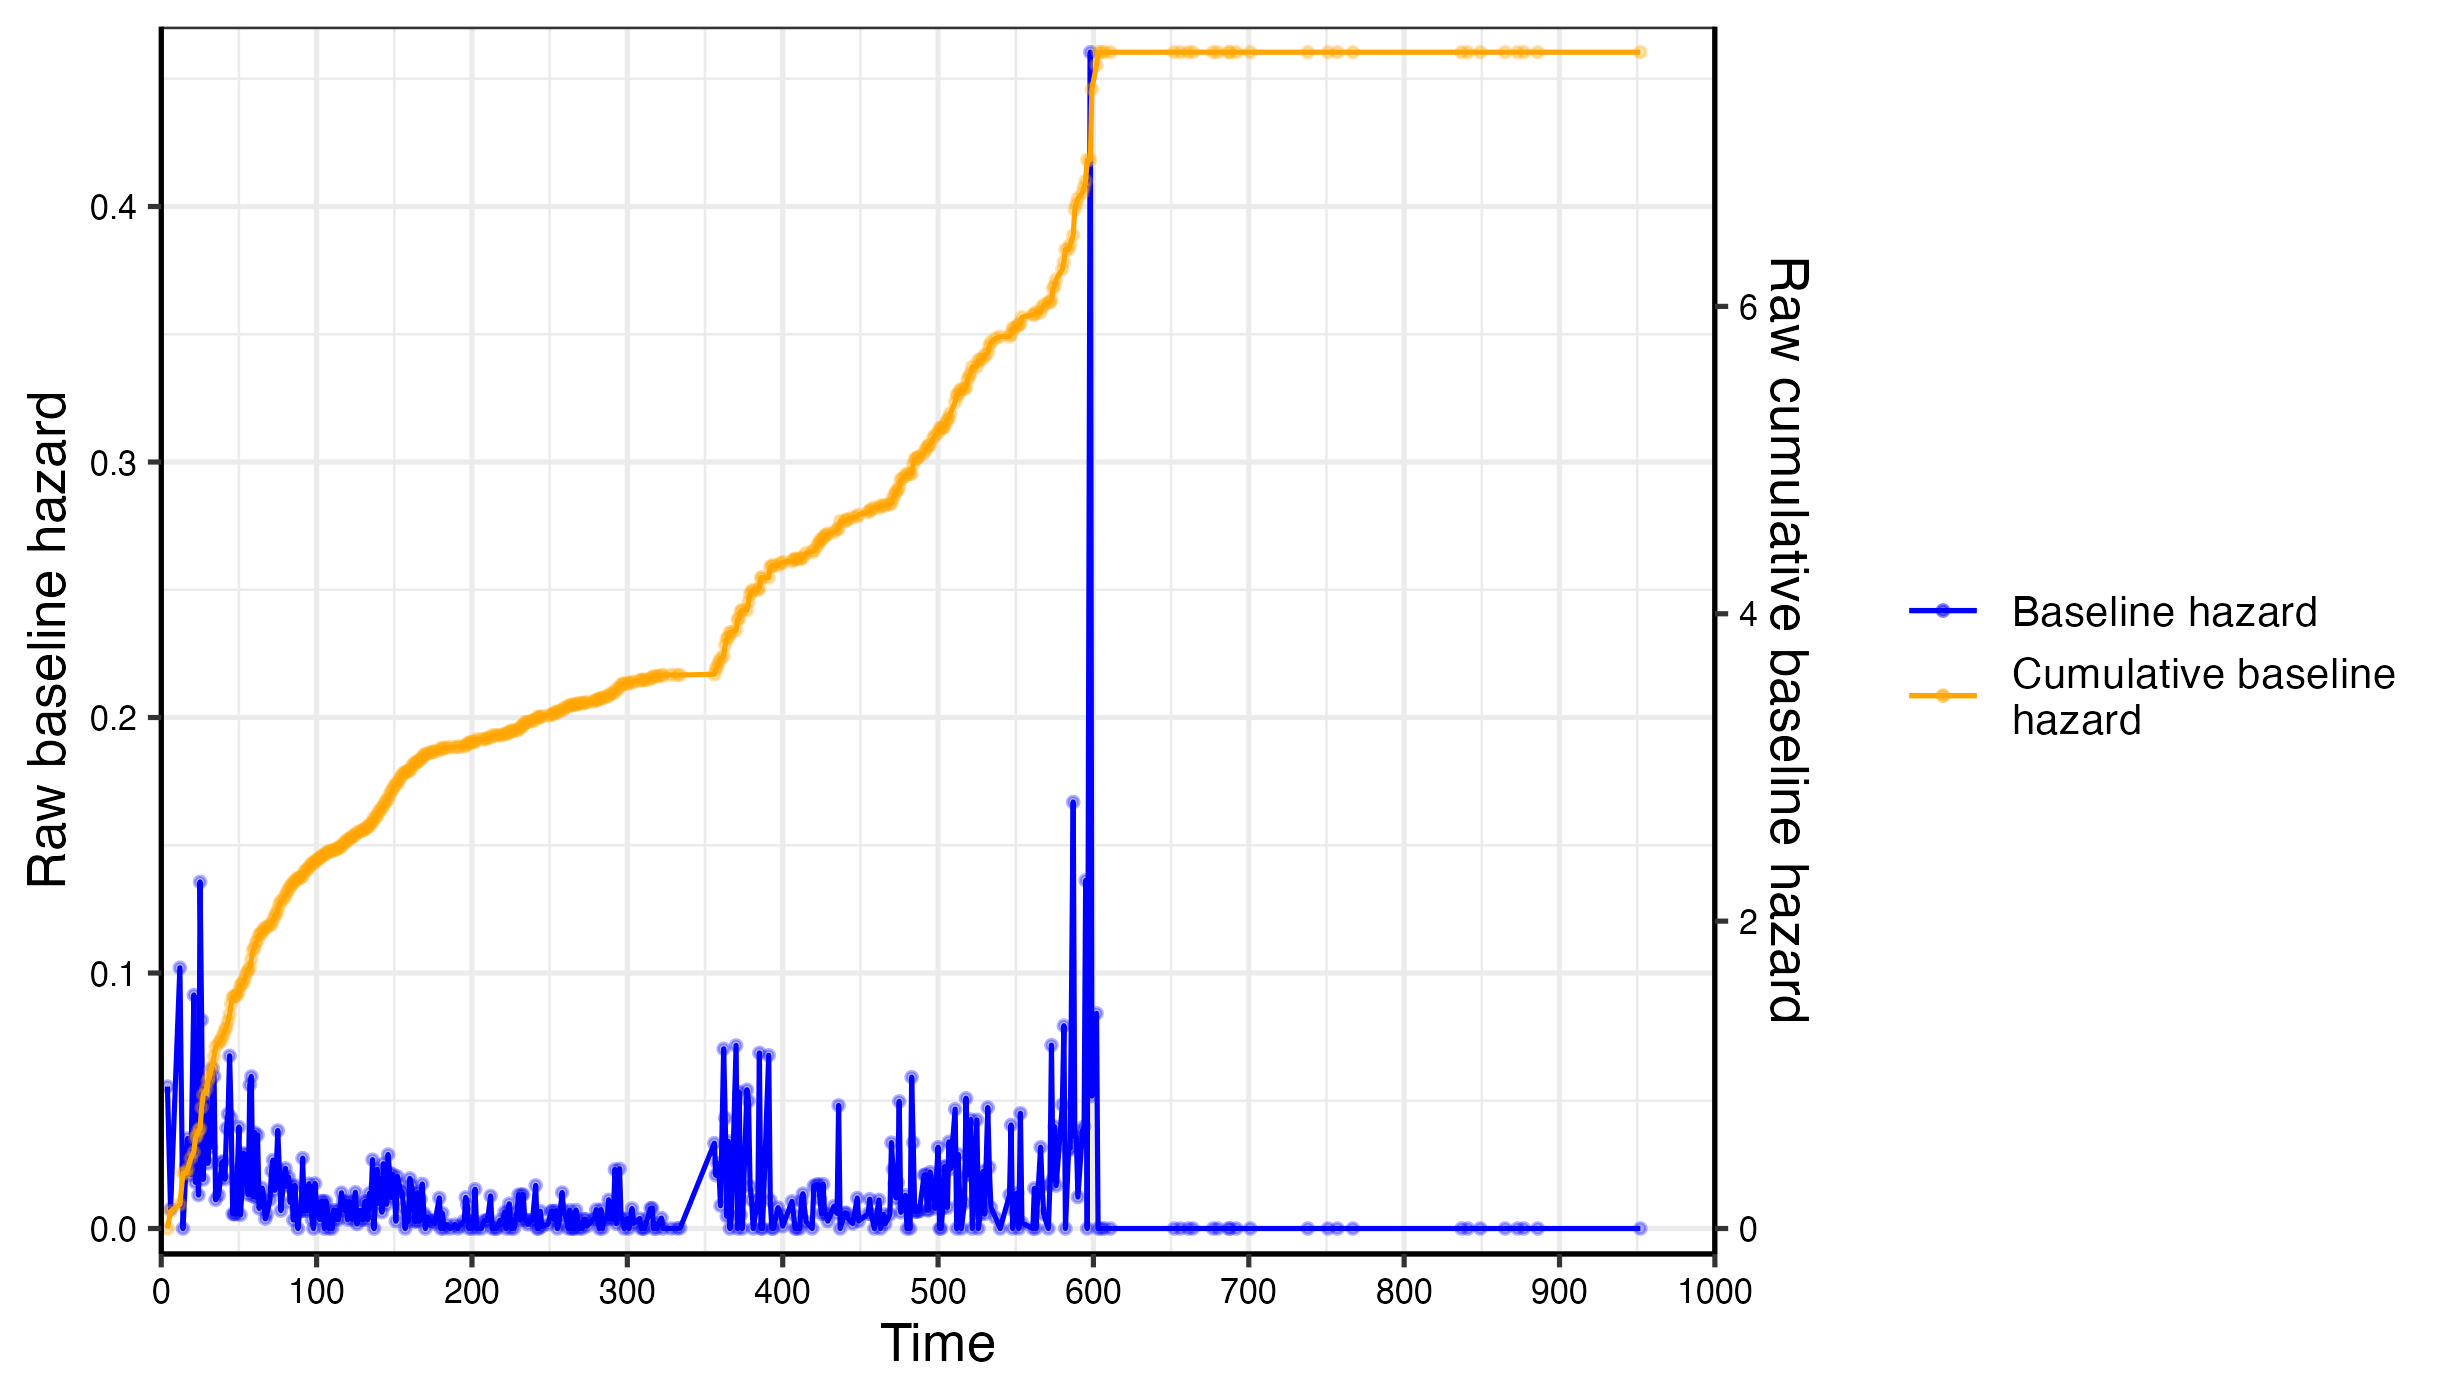 Raw baseline hazard
0.4
0.3
0.2
0.1
0.0
0 100 200 300 400 500 600 700 800 900 1000
Time
6
4
2
0
Raw cumulative baseline hazard
Baseline hazard
Cumulative baseline
hazard